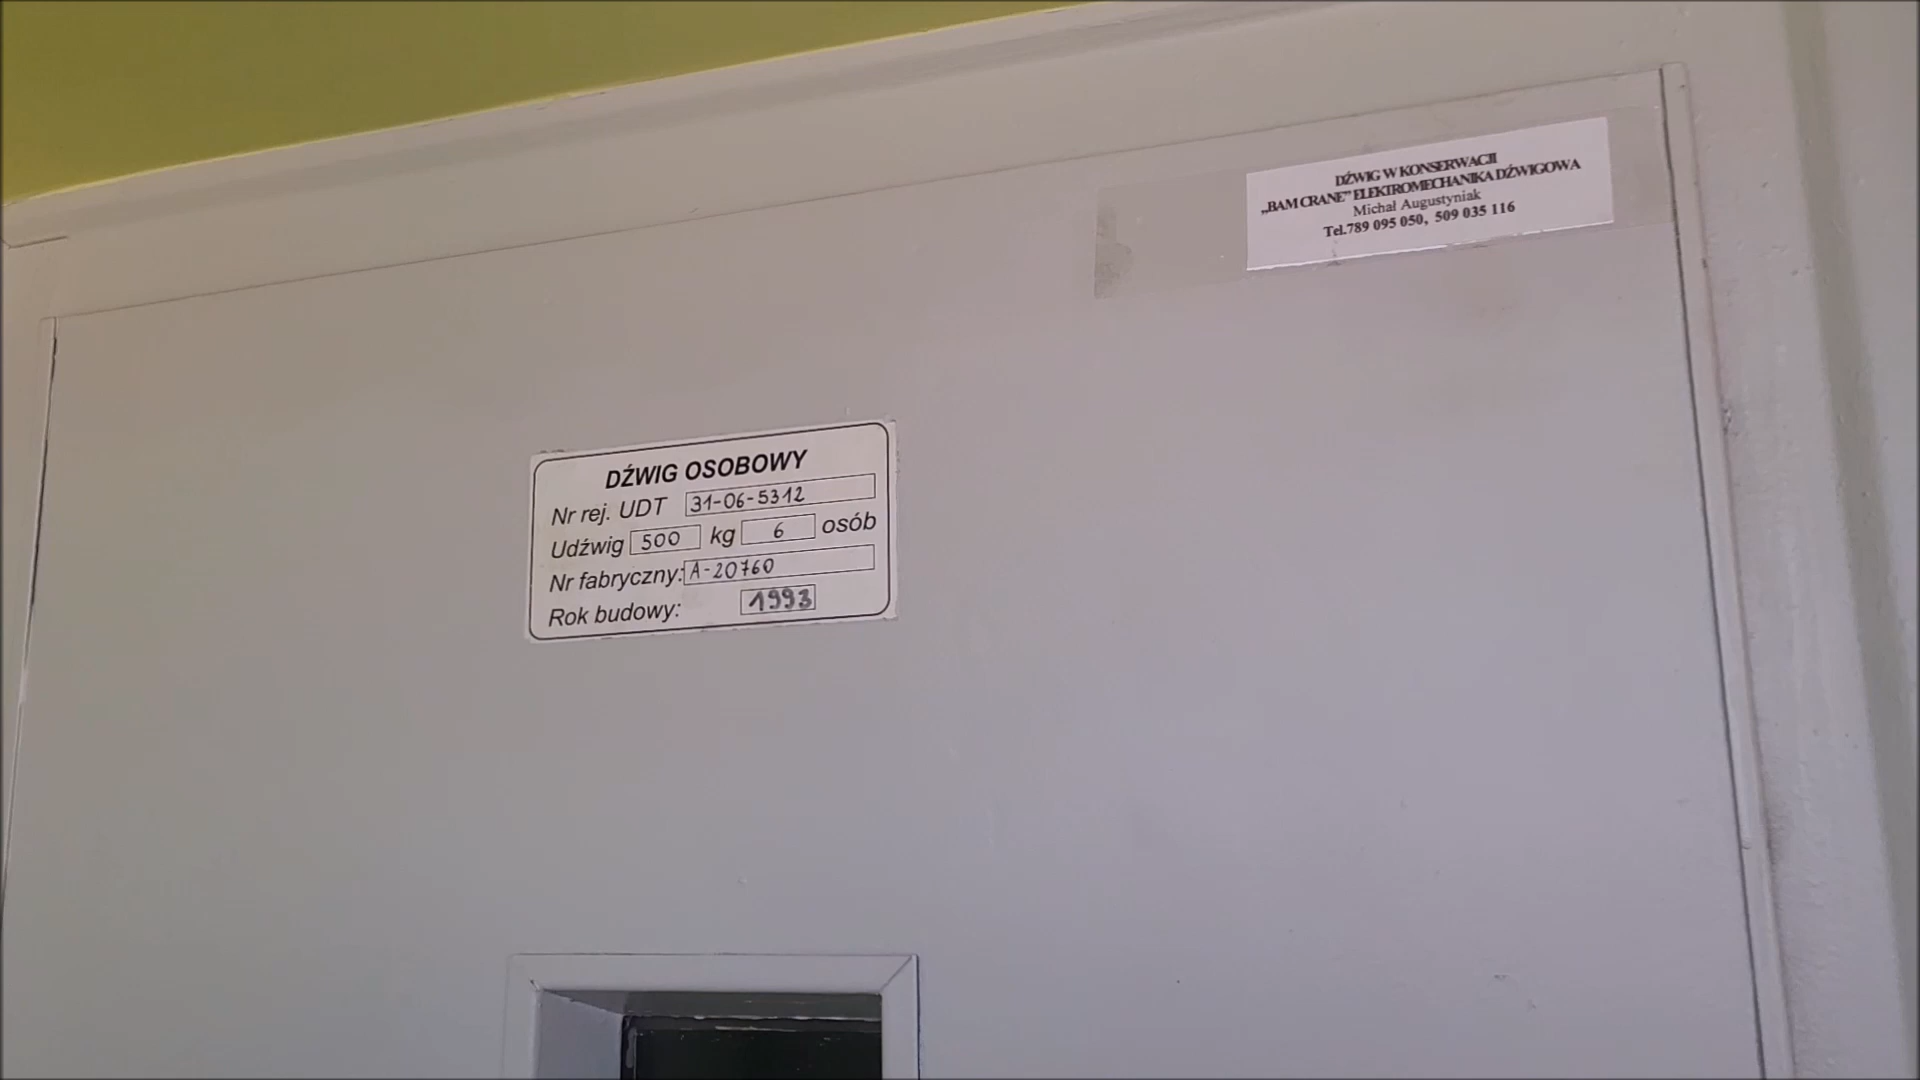 DŹWIG W KONSERWACJI
„BAM CRANE” ELEKTROMECHANIKA DŹWIGOWA
Michał Augustyniak
Tel.789 095 050, 509 035 116
DŹWIG OSOBOWY
Nr rej. UDT 31-06-5312
Udźwig 500 kg 6 osób
Nr fabryczny: A-20760
Rok budowy: 1993